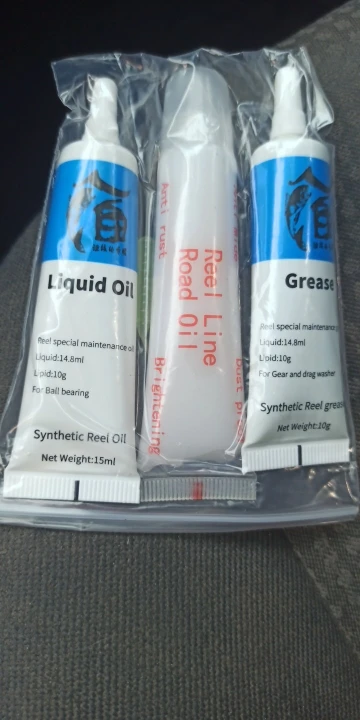 Liquid Oil
Reel special maintenance oil
Liquid:14.8ml
Lipid:10g
For Ball bearing
Synthetic Reel Oil
Net Weight:15ml
Anti rust
Reel Line
Road Oil
Brightening
Dust pr
Grease
Reel special maintenance
Liquid:14.8ml
Lipid:10g
For Gear and drag washer
Synthetic Reel grease
Net Weight:10g